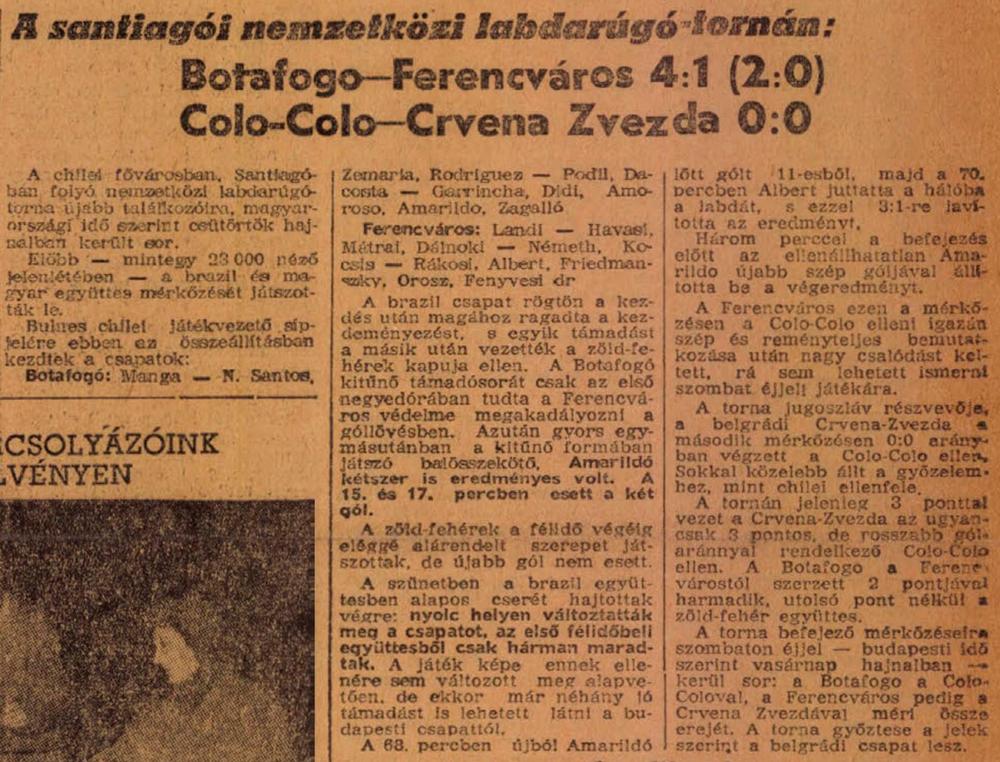 A santiagói nemzetközi labdarúgó-tornán:
Botafogo—Ferencváros 4:1 (2:0)
Colo-Colo—Crvena Zvezda 0:0
A chilei fővárosban, Santiagó-
ban folyó nemzetközi labdarúgó-
torna újabb találkozóira, magyar-
országi idő szerint csütörtök haj-
nalban került sor.
Előbb — mintegy 23 000 néző
jelenlétében — a brazil és ma-
gyar együttes mérkőzését játszot-
ták le.
Bulnes chilei játékvezető síp-
jelére ebben az összeállításban
kezdtek a csapatok:
Botafogó: Manga — N. Santos,
CSOLYÁZÓINK
LVÉNYEN
Zemaria, Rodriguez — Podil, Da-
costa — Garrincha, Didi, Amo-
roso, Amarildo, Zagalló
Ferencváros: Landi — Havasi,
Mátrai, Dálnoki — Németh, Ko-
csis — Rákosi, Albert, Friedman-
szky, Orosz, Fenyvesi dr
A brazil csapat rögtön a kez-
dés után magához ragadta a kez-
deményezést, s egyik támadást
a másik után vezették a zöld-fe-
hérek kapuja ellen. A Botafogó
kitűnő támadósorát csak az első
negyedórában tudta a Ferencvá-
ros védelme megakadályozni a
góllövésben. Azután gyors egy-
másutánban a kitűnő formában
játszó balösszekötő, Amarildó
kétszer is eredményes volt. A
15. és 17. percben esett a két
gól.
A zöld-fehérek a félidő végéig
eléggé alárendelt szerepet ját-
szottak, de újabb gól nem esett.
A szünetben a brazil együt-
tesben alapos cserét hajtottak
végre: nyolc helyen változtatták
meg a csapatot, az első félidőbeli
együttesből csak hárman marad-
tak. A játék képe ennek elle-
nére sem változott meg alapve-
tően, de ekkor már néhány jó
támadást is lehetett látni a bu-
dapesti csapattól.
A 68. percben újból Amarildó
lőtt gólt 11-esből, majd a 70.
percben Albert juttatta a hálóba
a labdát, s ezzel 3:1-re javí-
totta az eredményt.
Három perccel a befejezés
előtt az ellenállhatatlan Ama-
rildo újabb szép góljával állí-
totta be a végeredményt.
A Ferencváros ezen a mérkő-
zésen a Colo-Colo elleni igazán
szép és reményteljes bemutat-
kozása után nagy csalódást kel-
tett, rá sem lehetett ismerni
szombat éjjeli játékára.
A torna jugoszláv részvevője,
a belgrádi Crvena-Zvezda a
második mérkőzésen 0:0 arány-
ban végzett a Colo-Colo ellen.
Sokkal közelebb állt a győzelem-
hez, mint chilei ellenfele.
A tornán jelenleg 3 ponttal
vezet a Crvena-Zvezda az ugyan-
csak 3 pontos, de rosszabb gól-
aránnyal rendelkező Colo-Colo
ellen. A Botafogo a Ferenc-
várostól szerzett 2 pontjával
harmadik, utolsó pont nélkül a
zöld-fehér együttes.
A torna befejező mérkőzéseire
szombaton éjjel — budapesti idő
szerint vasárnap hajnalban —
kerül sor: a Botafogo a Colo-
Coloval, a Ferencváros pedig a
Crvena Zvezdával méri össze
erejét. A torna győztese a jelek
szerint a belgrádi csapat lesz.